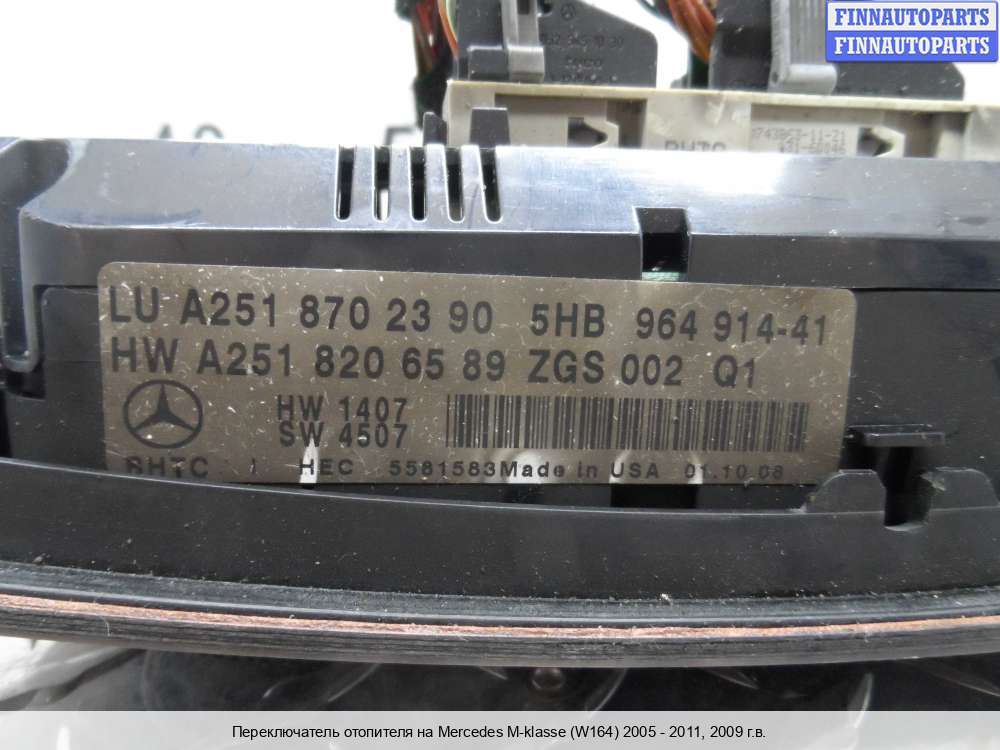 FINNAUTOPARTS
FINNAUTOPARTS
LU A251 870 23 90 5HB 964 914-41
HW A251 820 65 89 ZGS 002 Q1
HW 1407
SW 4507
BHTC I HEC 5581583 Made in USA 01.10.08
Переключатель отопителя на Mercedes M-klasse (W164) 2005 - 2011, 2009 г.в.